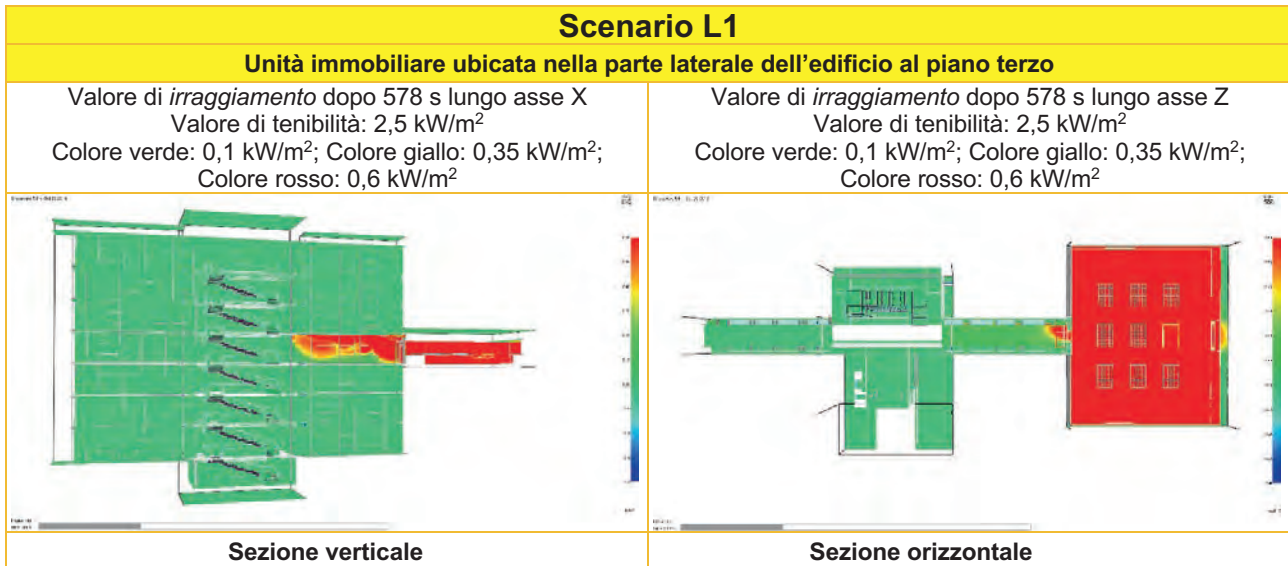 Scenario L1
Unità immobiliare ubicata nella parte laterale dell'edificio al piano terzo
Valore di irraggiamento dopo 578 s lungo asse X
Valore di tenibilità: 2,5 kW/m²
Colore verde: 0,1 kW/m²; Colore giallo: 0,35 kW/m²;
Colore rosso: 0,6 kW/m²
Valore di irraggiamento dopo 578 s lungo asse Z
Valore di tenibilità: 2,5 kW/m²
Colore verde: 0,1 kW/m²; Colore giallo: 0,35 kW/m²;
Colore rosso: 0,6 kW/m²
Sezione verticale
Sezione orizzontale